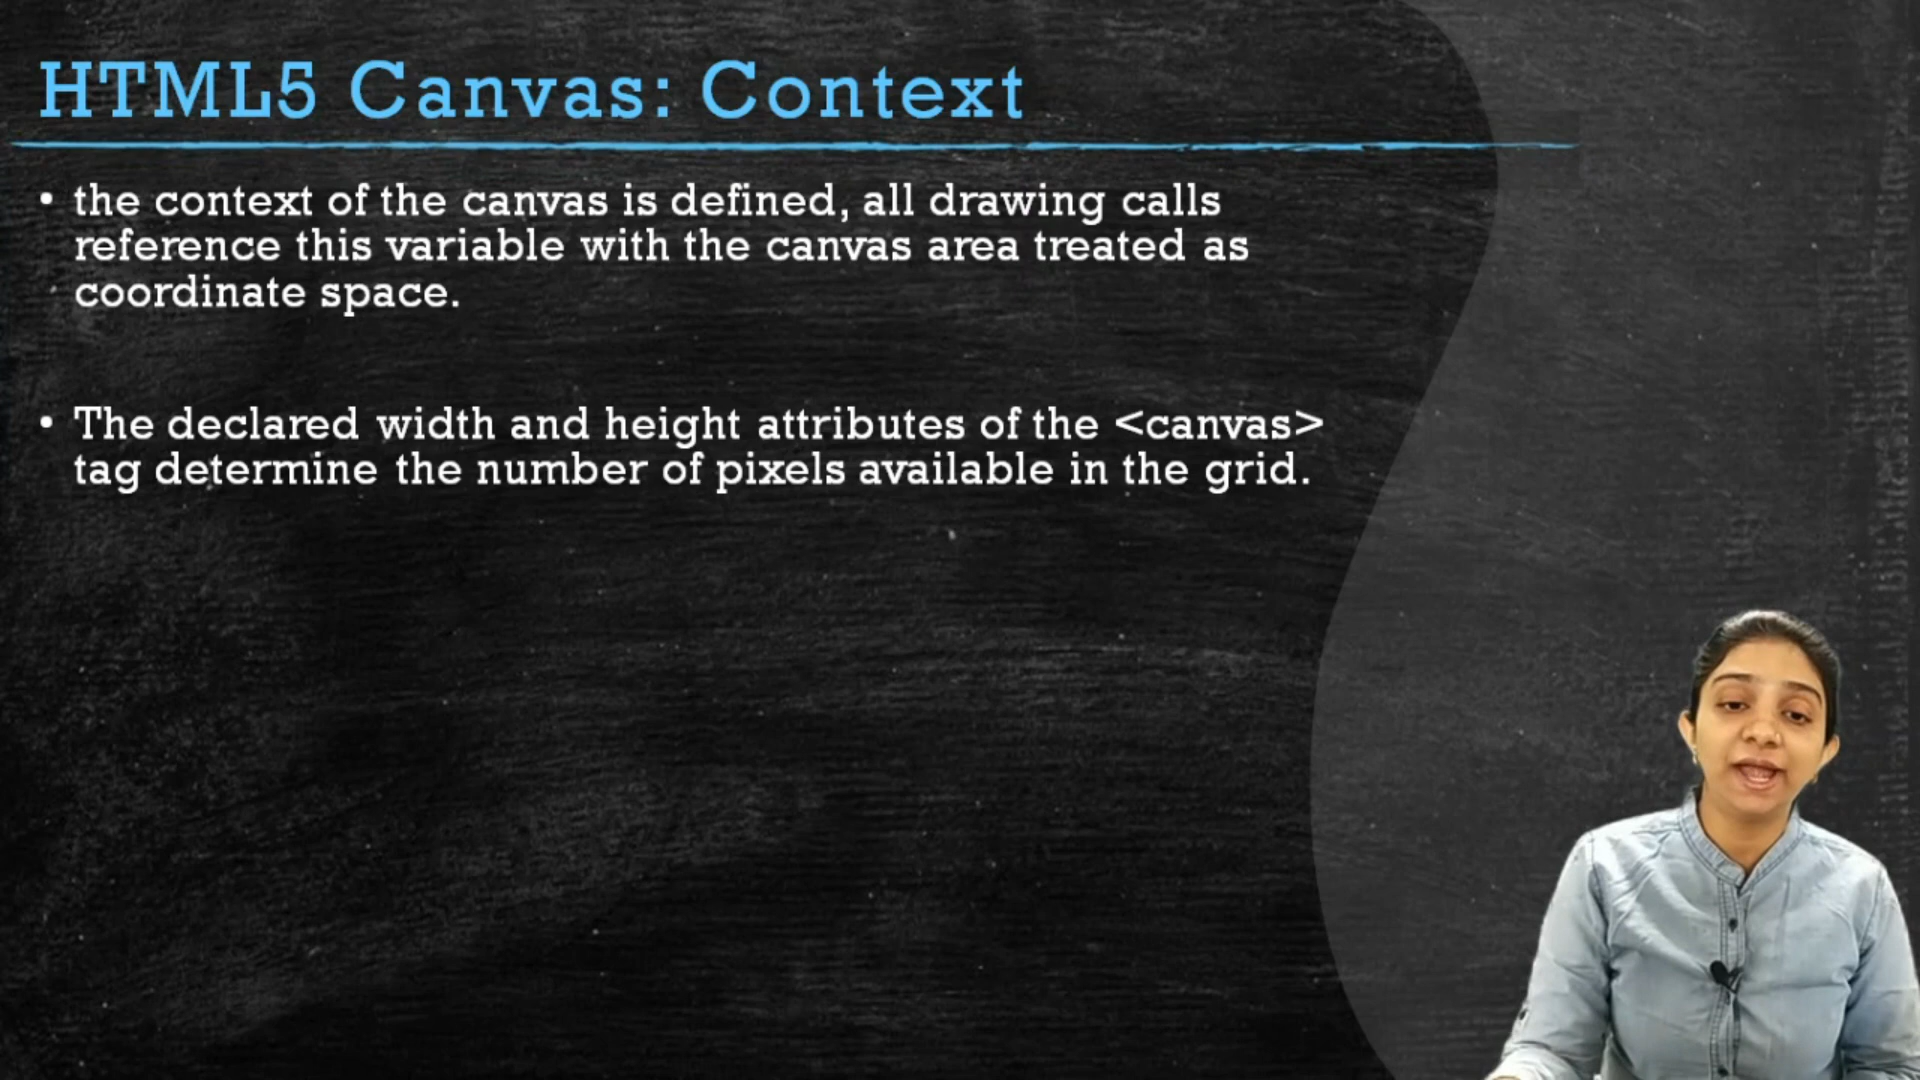 HTML5 Canvas: Context
• the context of the canvas is defined, all drawing calls
reference this variable with the canvas area treated as
coordinate space.
• The declared width and height attributes of the <canvas>
tag determine the number of pixels available in the grid.